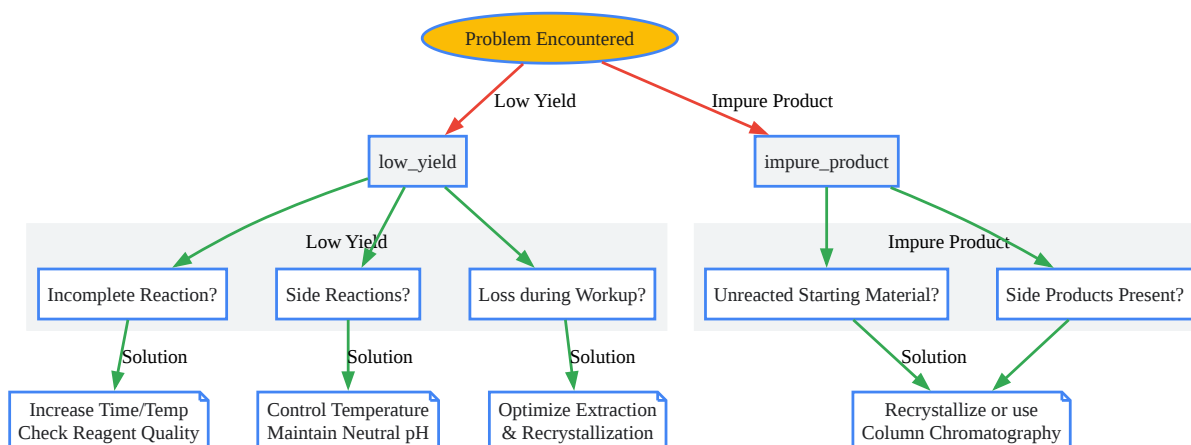 Problem Encountered
Low Yield
Impure Product
low_yield
impure_product
Low Yield
Impure Product
Incomplete Reaction?
Side Reactions?
Loss during Workup?
Unreacted Starting Material?
Side Products Present?
Solution
Solution
Solution
Solution
Increase Time/Temp
Check Reagent Quality
Control Temperature
Maintain Neutral pH
Optimize Extraction
& Recrystallization
Recrystallize or use
Column Chromatography